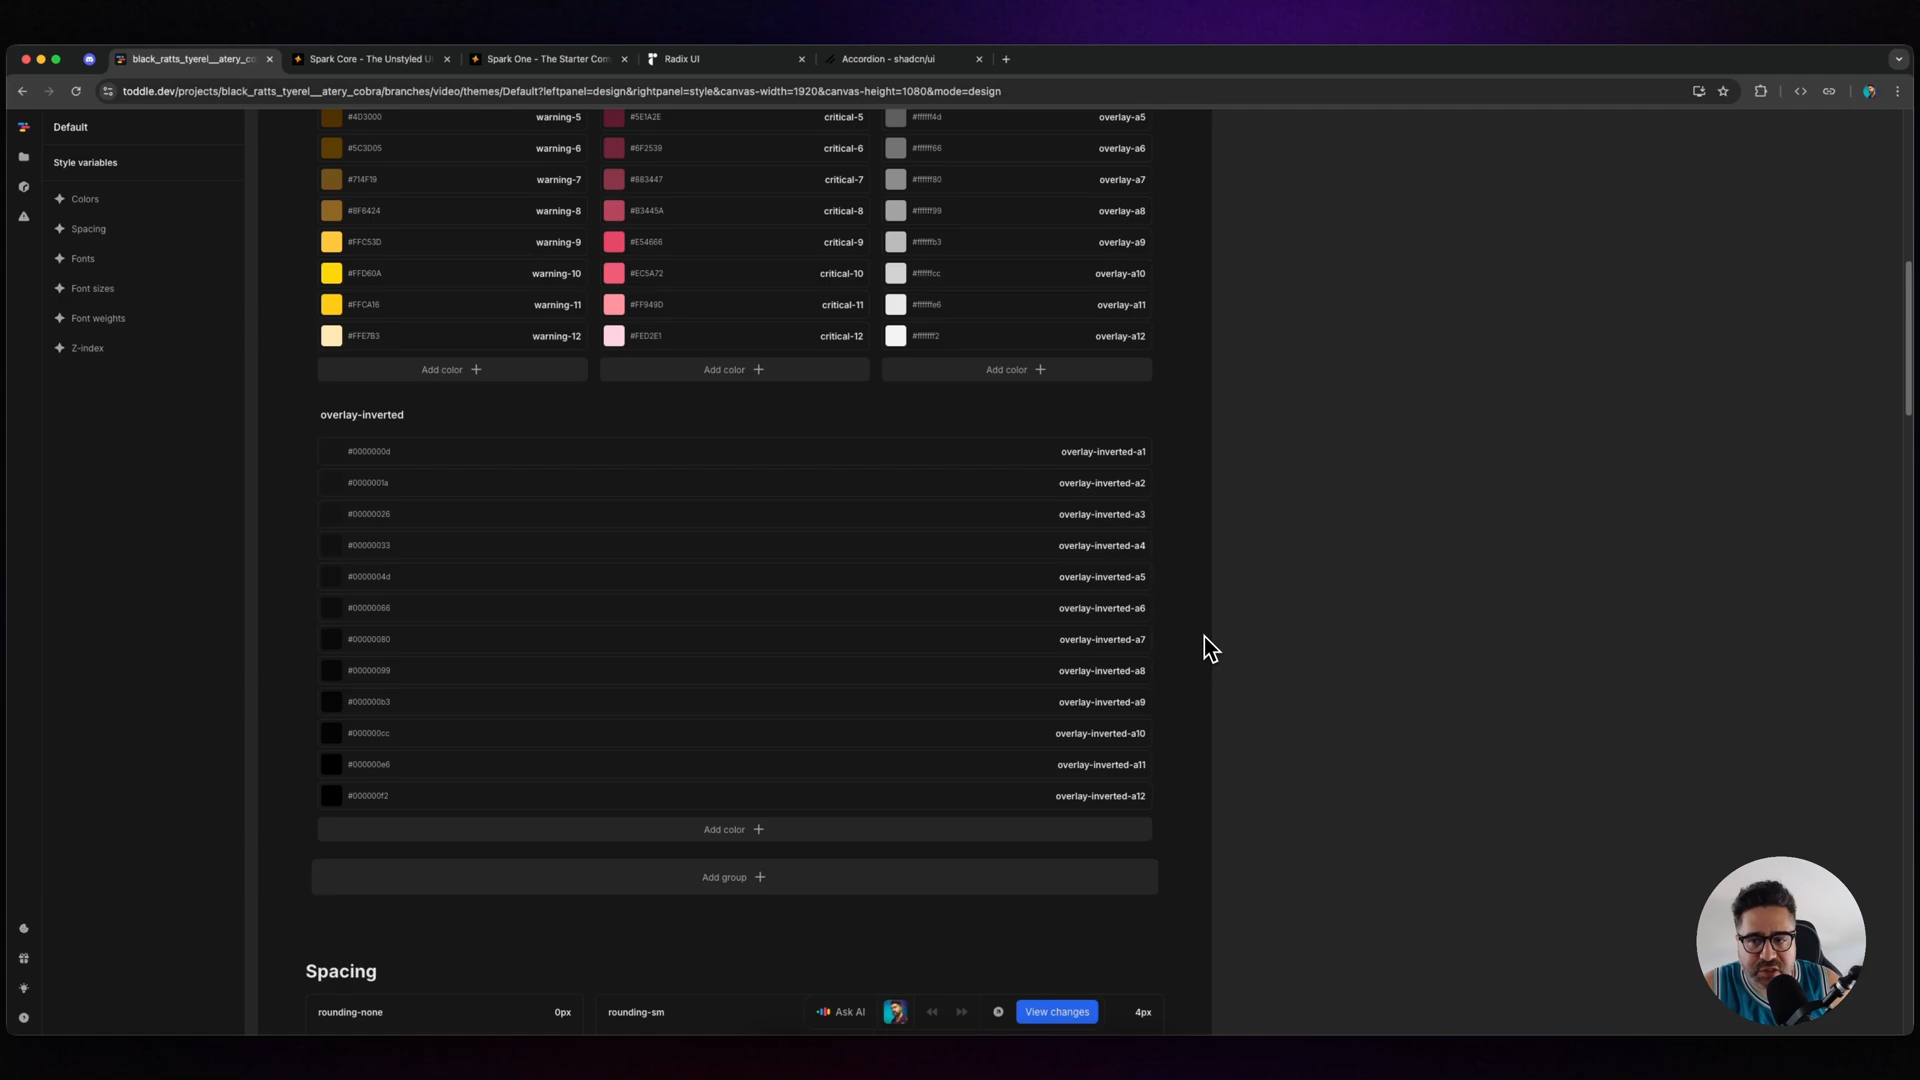 black_ratts_tyerel__atery_co
Spark Core - The Unstyled U
Spark One - The Starter Com
Radix UI
Accordion - shadcn/ui
toddle.dev/projects/black_ratts_tyerel__atery_cobra/branches/video/themes/Default?leftpanel=design&rightpanel=style&canvas-width=1920&canvas-height=1080&mode=design
Default
Style variables
Colors
Spacing
Fonts
Font sizes
Font weights
Z-index
#4D3000 warning-5
#5C3D05 warning-6
#714F19 warning-7
#8F6424 warning-8
#FFC53D warning-9
#FFD60A warning-10
#FFCA16 warning-11
#FFE7B3 warning-12
Add color
#5E1A2E critical-5
#6F2539 critical-6
#883447 critical-7
#B3445A critical-8
#E54666 critical-9
#EC5A72 critical-10
#FF949D critical-11
#FED2E1 critical-12
Add color
#ffffff4d overlay-a5
#ffffff66 overlay-a6
#ffffff80 overlay-a7
#ffffff99 overlay-a8
#ffffffb3 overlay-a9
#ffffffcc overlay-a10
#ffffffe6 overlay-a11
#fffffff2 overlay-a12
Add color
overlay-inverted
#0000000d overlay-inverted-a1
#0000001a overlay-inverted-a2
#00000026 overlay-inverted-a3
#00000033 overlay-inverted-a4
#0000004d overlay-inverted-a5
#00000066 overlay-inverted-a6
#00000080 overlay-inverted-a7
#00000099 overlay-inverted-a8
#000000b3 overlay-inverted-a9
#000000cc overlay-inverted-a10
#000000e6 overlay-inverted-a11
#000000f2 overlay-inverted-a12
Add color
Add group
Spacing
rounding-none 0px
rounding-sm 4px
Ask AI
View changes